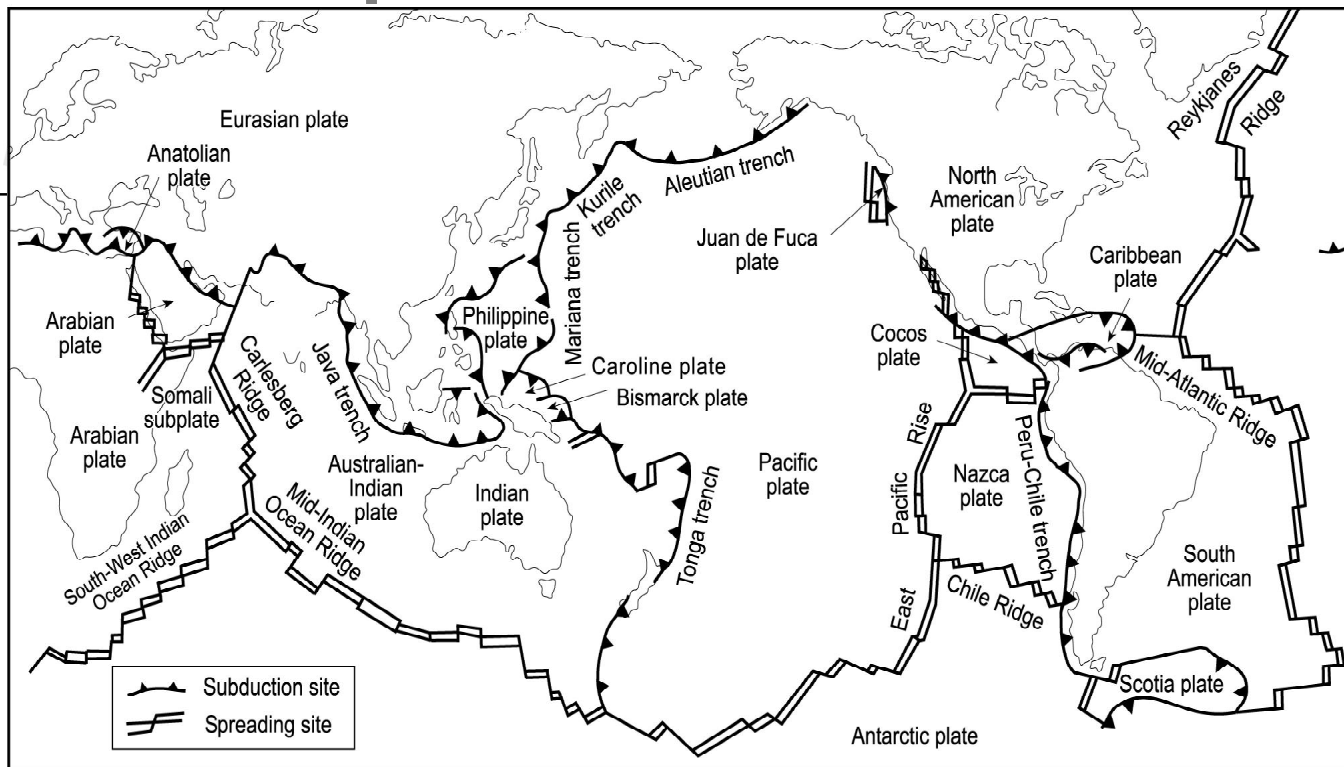 Eurasian plate
Anatolian
plate
Arabian
plate
Somali
subplate
Arabian
plate
Carlesberg
Ridge
South-West Indian
Ocean Ridge
Mid-Indian
Ocean Ridge
Java trench
Australian-
Indian
plate
Indian
plate
Philippine
plate
Mariana trench
Kurile
trench
Aleutian trench
Caroline plate
Bismarck plate
Tonga trench
Pacific
plate
Juan de Fuca
plate
North
American
plate
Reykjanes
Ridge
Caribbean
plate
Cocos
plate
Mid-Atlantic Ridge
East Pacific Rise
Nazca
plate
Peru-Chile trench
Chile Ridge
South
American
plate
Scotia plate
Antarctic plate
Subduction site
Spreading site